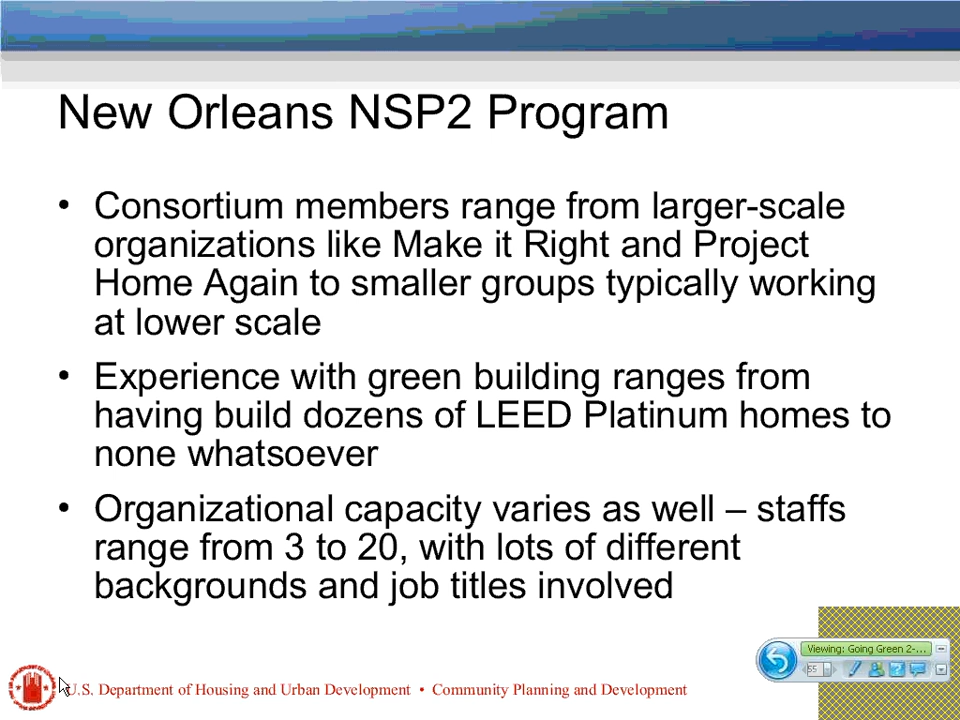 New Orleans NSP2 Program
• Consortium members range from larger-scale
organizations like Make it Right and Project
Home Again to smaller groups typically working
at lower scale
• Experience with green building ranges from
having build dozens of LEED Platinum homes to
none whatsoever
• Organizational capacity varies as well – staffs
range from 3 to 20, with lots of different
backgrounds and job titles involved
Viewing: Going Green 2-...
55
U.S. Department of Housing and Urban Development • Community Planning and Development